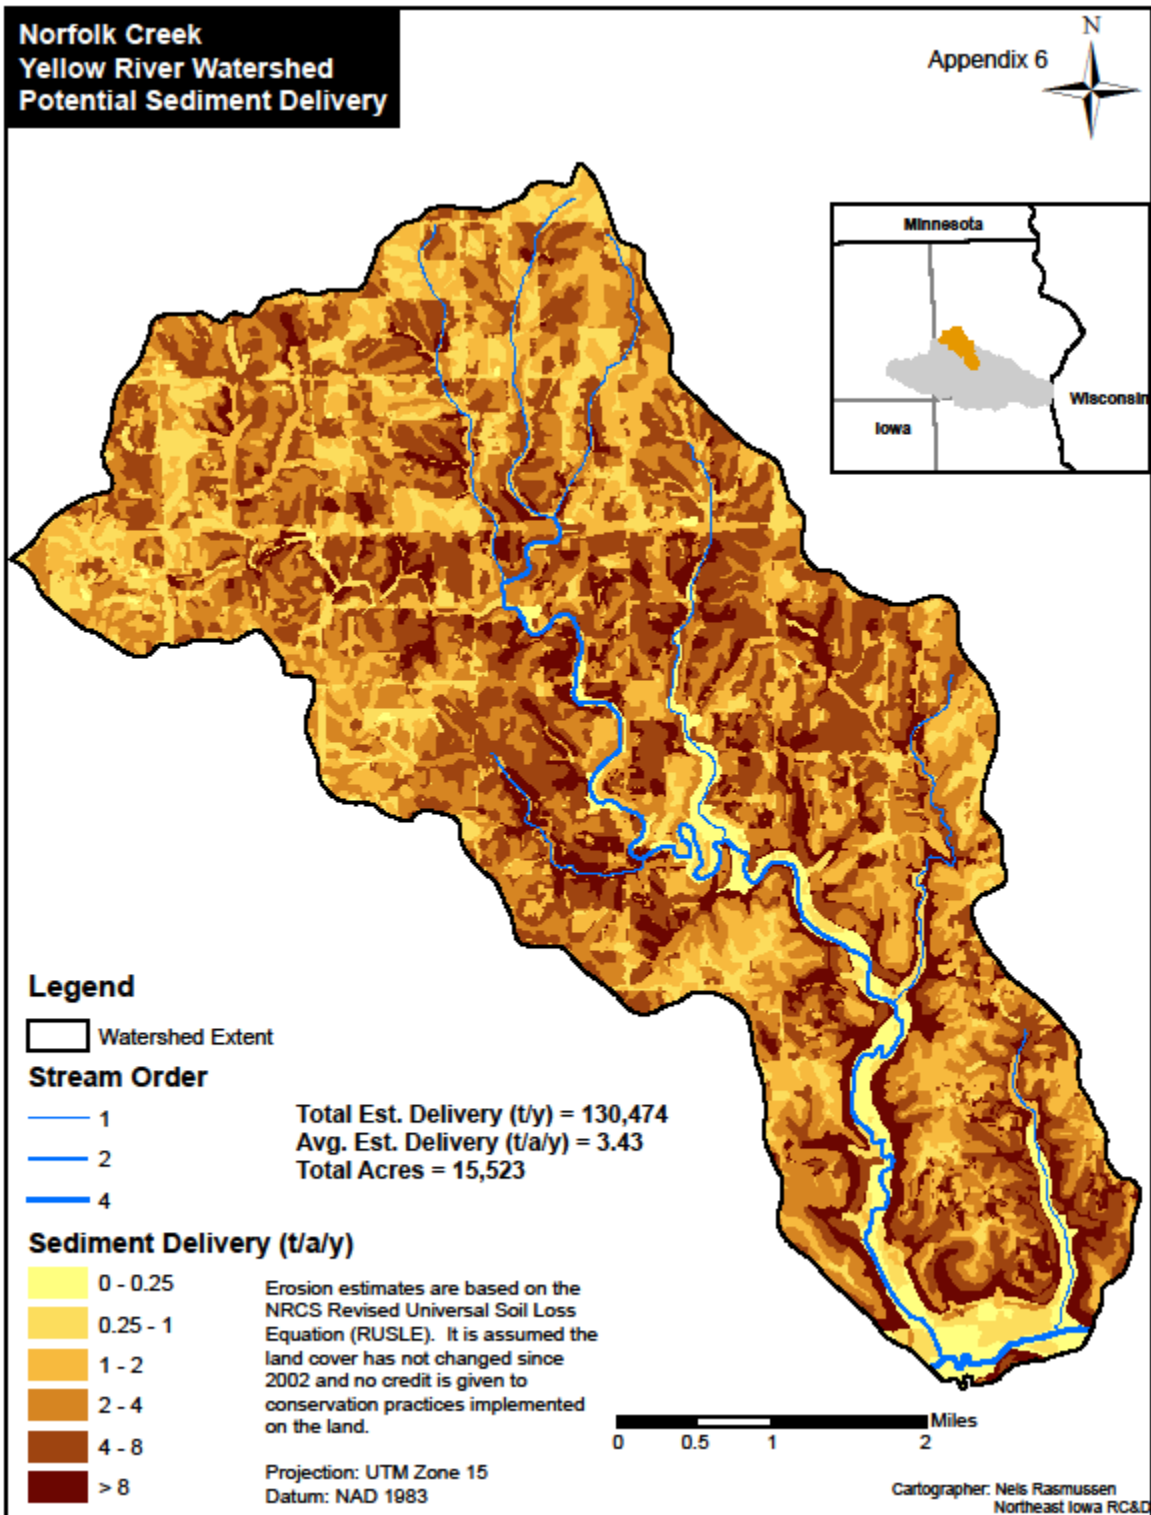 Norfolk Creek
Yellow River Watershed
Potential Sediment Delivery
Appendix 6
N
Minnesota
Wisconsin
Iowa
Legend
Watershed Extent
Stream Order
1
2
4
Total Est. Delivery (t/y) = 130,474
Avg. Est. Delivery (t/a/y) = 3.43
Total Acres = 15,523
Sediment Delivery (t/a/y)
0 - 0.25
0.25 - 1
1 - 2
2 - 4
4 - 8
> 8
Erosion estimates are based on the
NRCS Revised Universal Soil Loss
Equation (RUSLE). It is assumed the
land cover has not changed since
2002 and no credit is given to
conservation practices implemented
on the land.
Projection: UTM Zone 15
Datum: NAD 1983
Miles
0 0.5 1 2
Cartographer: Nels Rasmussen
Northeast Iowa RC&D